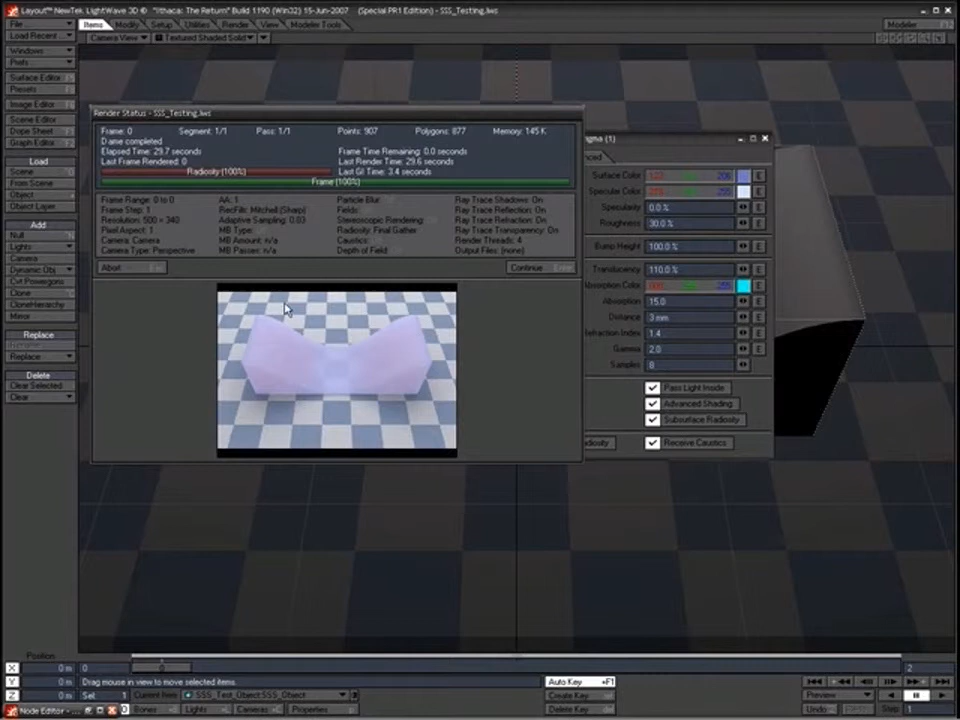 Layout™ NewTek LightWave 3D ® "Ithaca: The Return" Build 1190 (Win32) 15-Jun-2007 (Special PR1 Edition) - SSS_Testing.lws
File... Items Modify Setup Utilities Render View Modeler Tools Modeler
Load Recent... Camera View Textured Shaded Solid
Windows
Prefs...
Surface Editor
Presets
Image Editor
Scene Editor
Dope Sheet
Graph Editor
Load
Scene
From Scene
Object
Object Layer
Add
Null
Lights
Camera
Dynamic Obj
Cvt Powergons
Clone
CloneHierarchy
Mirror
Replace
Rename
Replace
Delete
Clear Selected
Clear
Render Status - SSS_Testing.lws
Frame: 0 Segment: 1/1 Pass: 1/1 Points: 907 Polygons: 877 Memory: 145 K
Elapsed Time: 29.7 seconds Frame Time Remaining: 0.0 seconds
Last Frame Rendered: 0 Last Render Time: 29.6 seconds
Last GI Time: 3.4 seconds
Radiosity (100%)
Frame (100%)
Frame Range: 0 to 0 AA: 1 Particle Blur Ray Trace Shadows: On
Frame Step: 1 RecFilt: Mitchell (Sharp) Fields: Ray Trace Reflection: On
Resolution: 500 × 340 Adaptive Sampling: 0.03 Stereoscopic Rendering: Ray Trace Refraction: On
Pixel Aspect: 1 MB Type: Radiosity: Final Gather Ray Trace Transparency: On
Camera: Camera MB Amount: n/a Caustics: Render Threads: 4
Camera Type: Perspective MB Passes: n/a Depth of Field Output Files: (none)
Abort Continue
Surface Color
Specular Color
Specularity 0.0 %
Roughness 30.0 %
Bump Height 100.0 %
Translucency 110.0 %
Absorption 15.0
Distance 3 mm
Gamma 2.0
Samples 8
Pass Light Inside
Advanced Shading
Subsurface Radiosity
Receive Caustics
Position
X 0 m 0 0 2
Y 0 m Drag mouse in view to move selected items. Auto Key +F1
Z 0 m Sel: 1 Current Item SSS_Test_Object:SSS_Object Create Key Preview
Node Editor - Bones Lights Cameras Properties Delete Key Undo Step 1